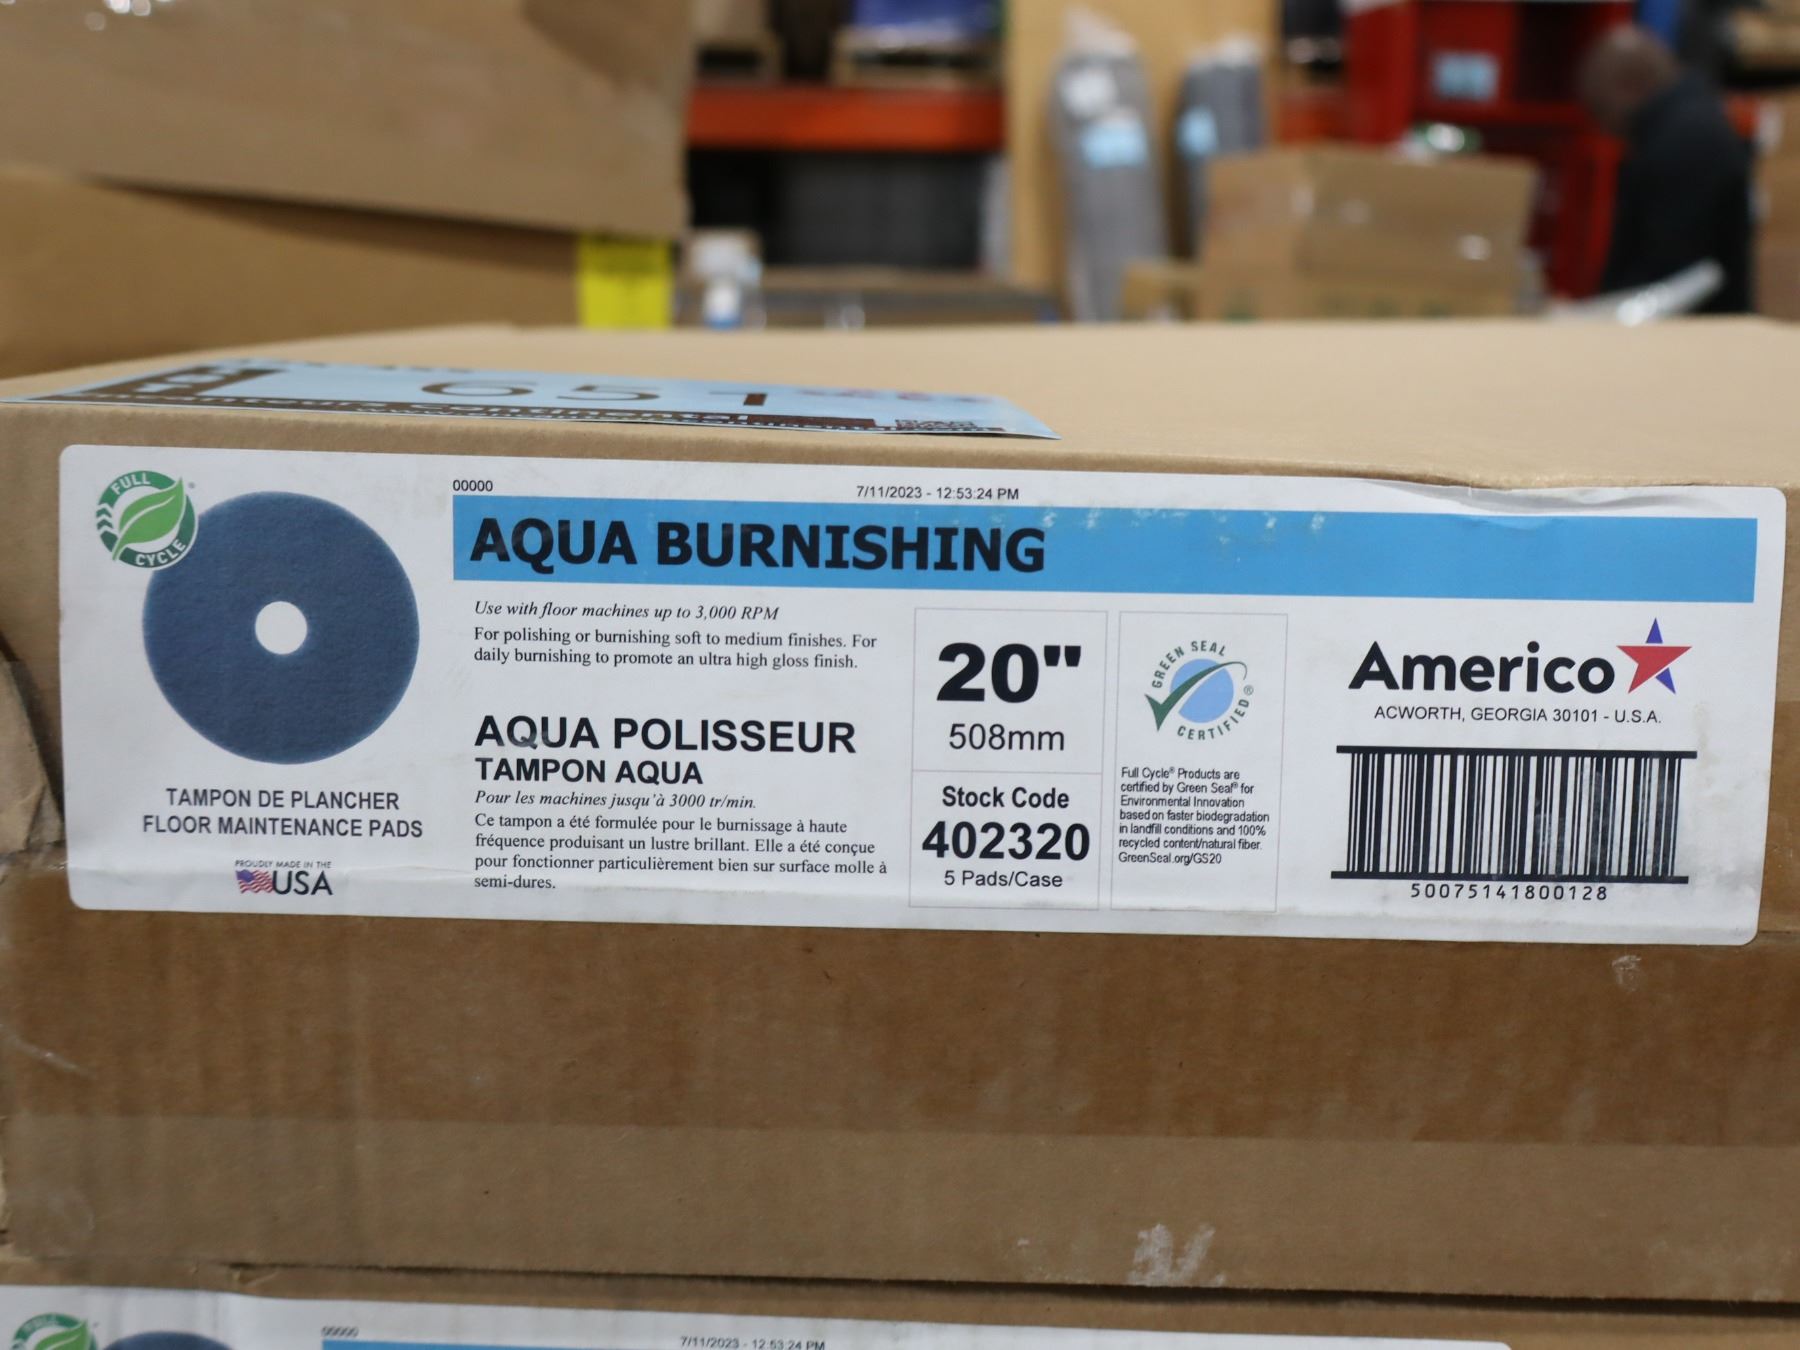 651
FULL
CYCLE
TAMPON DE PLANCHER
FLOOR MAINTENANCE PADS
PROUDLY MADE IN THE
USA
00000
7/11/2023 - 12:53:24 PM
AQUA BURNISHING
Use with floor machines up to 3,000 RPM
For polishing or burnishing soft to medium finishes. For
daily burnishing to promote an ultra high gloss finish.
AQUA POLISSEUR
TAMPON AQUA
Pour les machines jusqu'à 3000 tr/min.
Ce tampon a été formulée pour le burnissage à haute
fréquence produisant un lustre brillant. Elle a été conçue
pour fonctionner particulièrement bien sur surface molle à
semi-dures.
20"
508mm
Stock Code
402320
5 Pads/Case
GREEN SEAL
CERTIFIED®
Full Cycle® Products are
certified by Green Seal® for
Environmental Innovation
based on faster biodegradation
in landfill conditions and 100%
recycled content/natural fiber.
GreenSeal.org/GS20
Americo
ACWORTH, GEORGIA 30101 - U.S.A.
50075141800128
FULL
00000
7/11/2023 - 12:53:24 PM